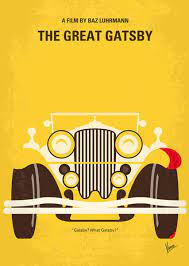 A FILM BY BAZ LUHRMANN
THE GREAT GATSBY
"Gatsby? What Gatsby?"